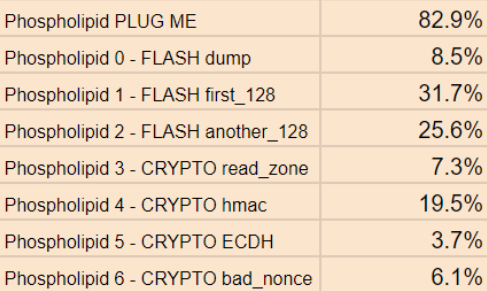 Phospholipid PLUG ME 82.9%
Phospholipid 0 - FLASH dump 8.5%
Phospholipid 1 - FLASH first_128 31.7%
Phospholipid 2 - FLASH another_128 25.6%
Phospholipid 3 - CRYPTO read_zone 7.3%
Phospholipid 4 - CRYPTO hmac 19.5%
Phospholipid 5 - CRYPTO ECDH 3.7%
Phospholipid 6 - CRYPTO bad_nonce 6.1%